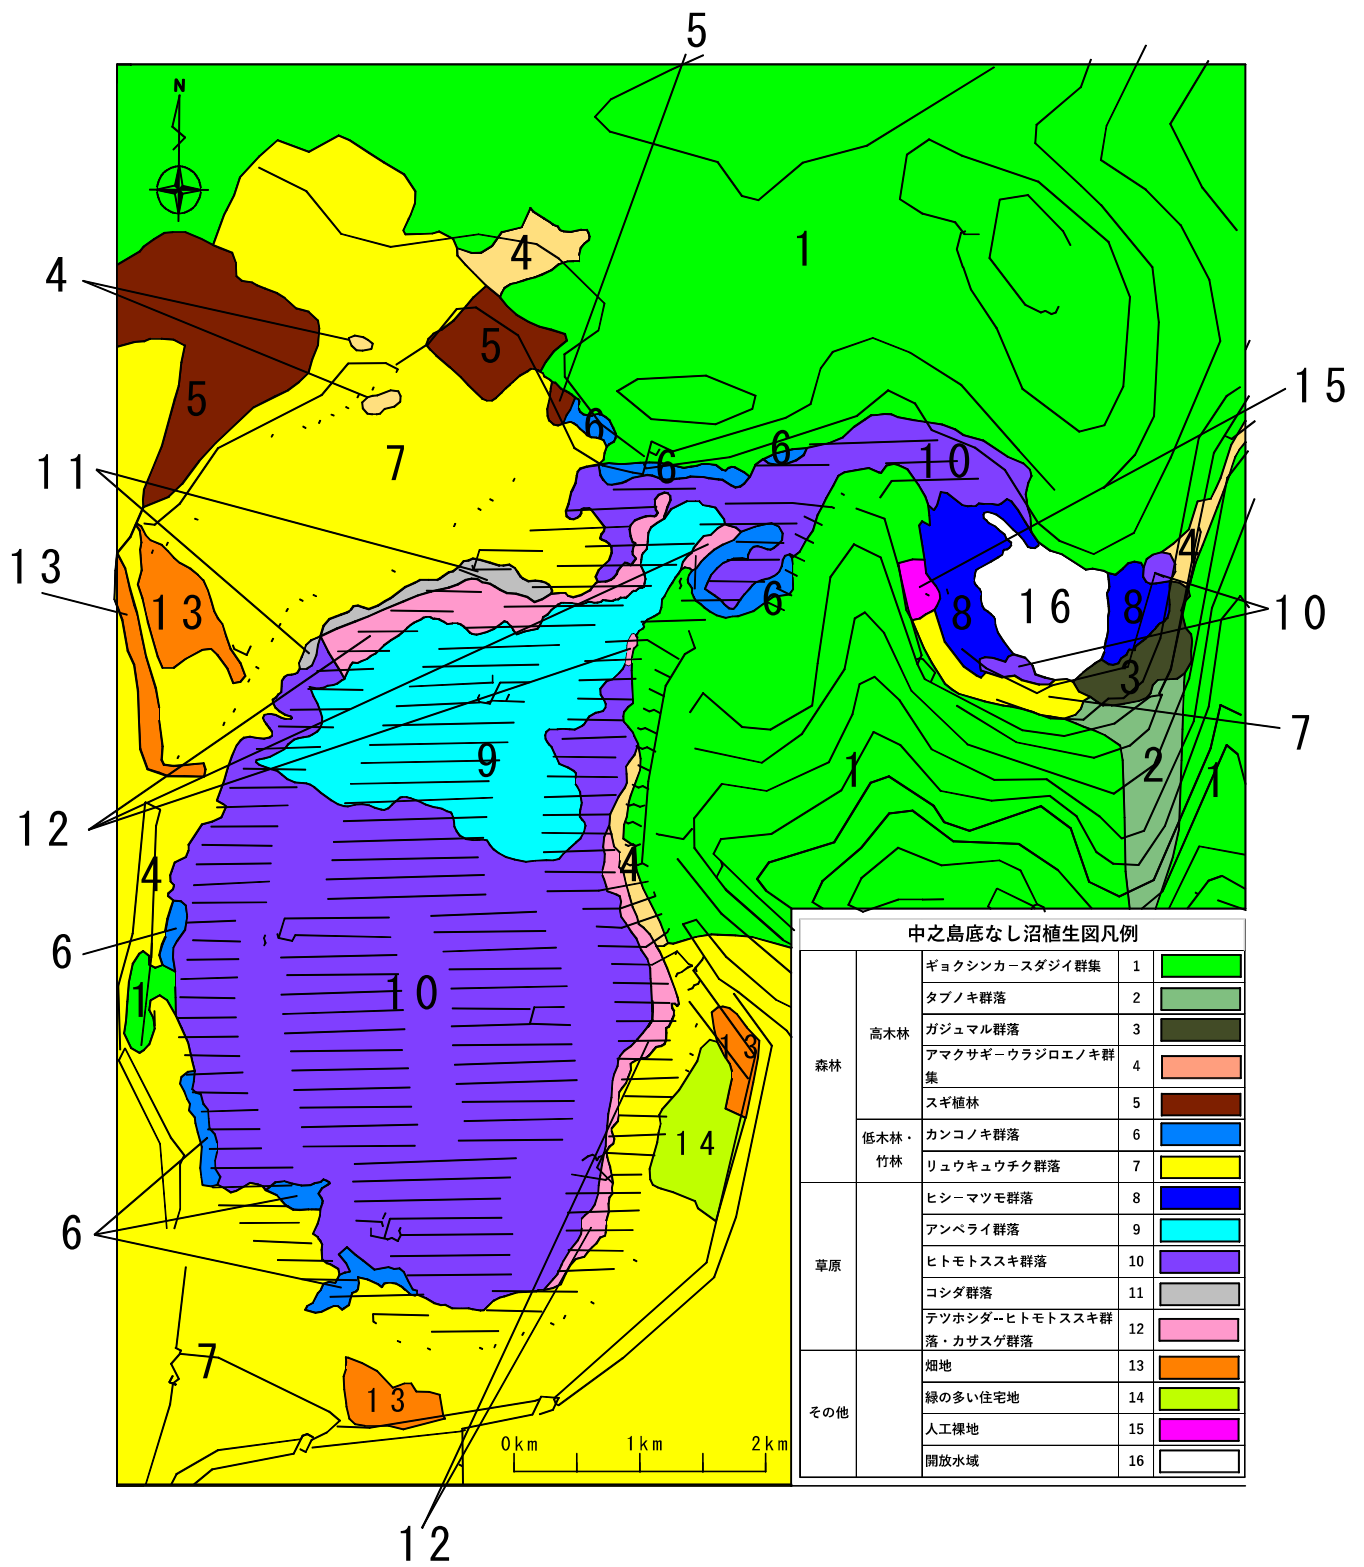 5
N
1
4
4
5
5
15
6
6
7
6
10
11
4
13
13
8
16
8
6
10
3
7
9
2
1
1
12
4
4
6
10
1
13
14
6
7
13
0km
1km
2km
12
中之島底なし沼植生図凡例
森林
高木林
ギョクシンカースダジイ群集
1
タブノキ群落
2
ガジュマル群落
3
アマクサギーウラジロエノキ群
集
4
スギ植林
5
低木林・
竹林
カンコノキ群落
6
リュウキュウチク群落
7
草原
ヒシーマツモ群落
8
アンペライ群落
9
ヒトモトススキ群落
10
コシダ群落
11
テツホシダ--ヒトモトススキ群
落・カサスゲ群落
12
その他
畑地
13
緑の多い住宅地
14
人工裸地
15
開放水域
16